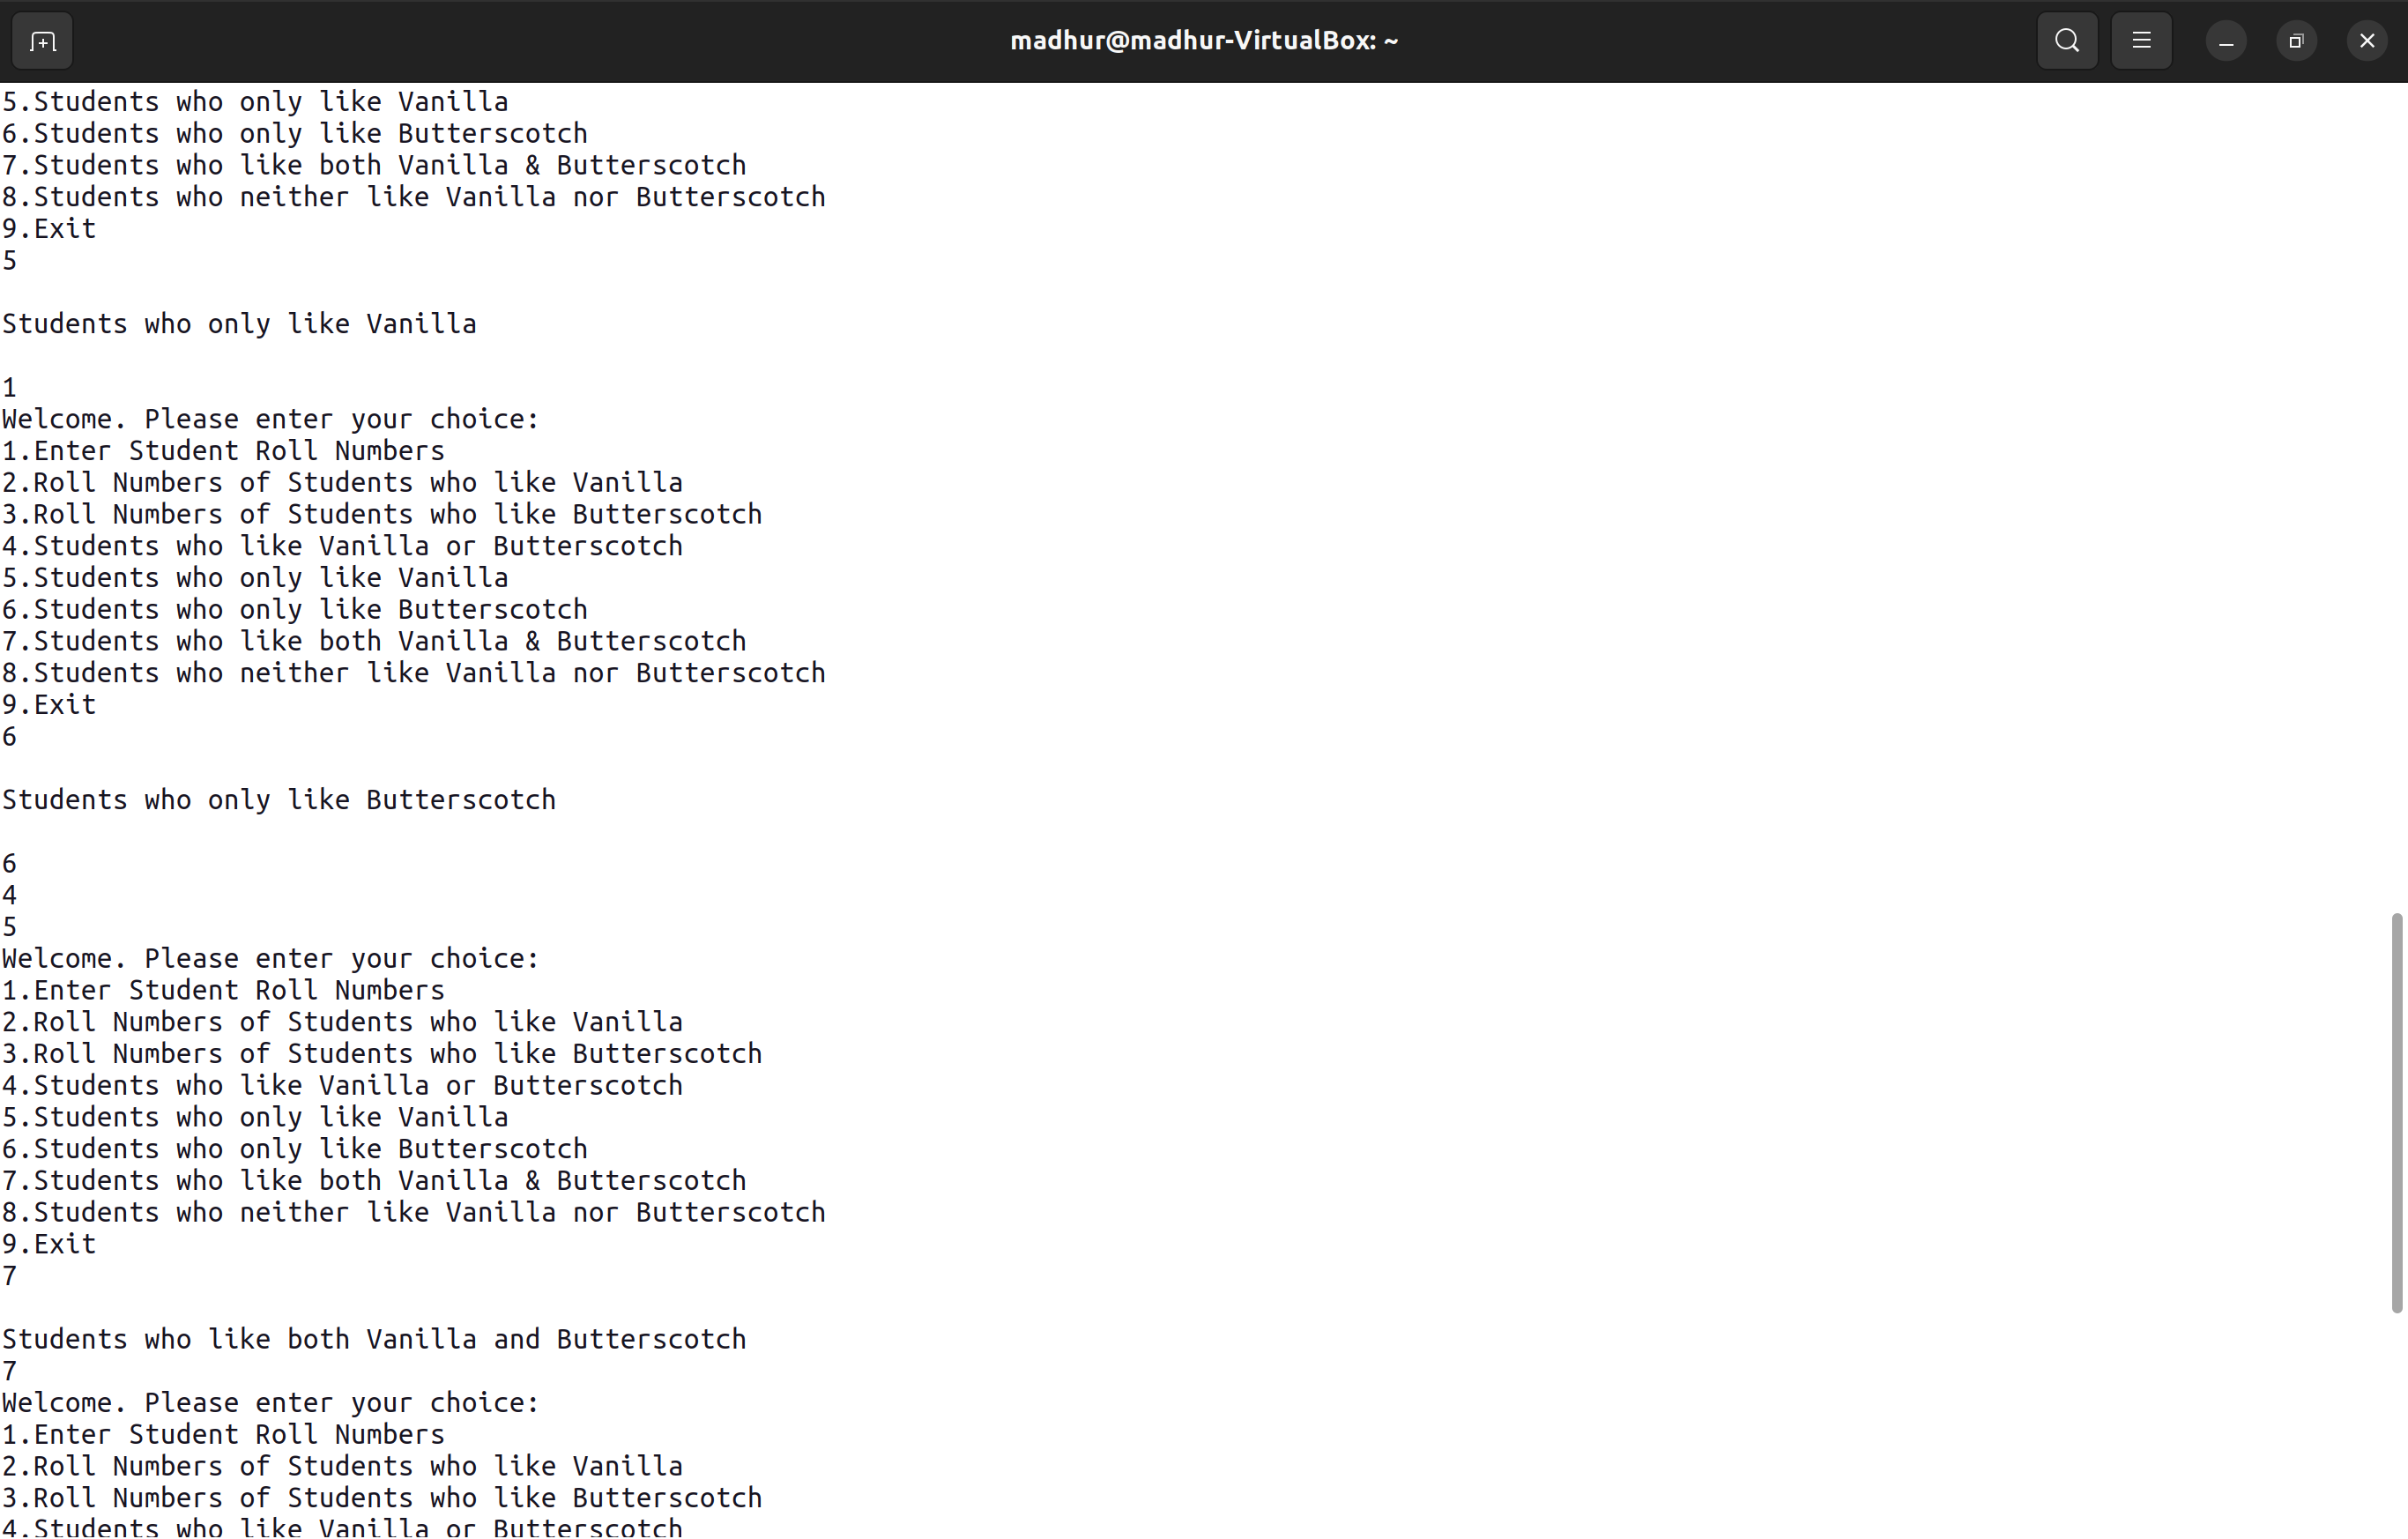 madhur@madhur-VirtualBox: ~
5.Students who only like Vanilla
6.Students who only like Butterscotch
7.Students who like both Vanilla & Butterscotch
8.Students who neither like Vanilla nor Butterscotch
9.Exit
5
Students who only like Vanilla
1
Welcome. Please enter your choice:
1.Enter Student Roll Numbers
2.Roll Numbers of Students who like Vanilla
3.Roll Numbers of Students who like Butterscotch
4.Students who like Vanilla or Butterscotch
5.Students who only like Vanilla
6.Students who only like Butterscotch
7.Students who like both Vanilla & Butterscotch
8.Students who neither like Vanilla nor Butterscotch
9.Exit
6
Students who only like Butterscotch
6
4
5
Welcome. Please enter your choice:
1.Enter Student Roll Numbers
2.Roll Numbers of Students who like Vanilla
3.Roll Numbers of Students who like Butterscotch
4.Students who like Vanilla or Butterscotch
5.Students who only like Vanilla
6.Students who only like Butterscotch
7.Students who like both Vanilla & Butterscotch
8.Students who neither like Vanilla nor Butterscotch
9.Exit
7
Students who like both Vanilla and Butterscotch
7
Welcome. Please enter your choice:
1.Enter Student Roll Numbers
2.Roll Numbers of Students who like Vanilla
3.Roll Numbers of Students who like Butterscotch
4.Students who like Vanilla or Butterscotch